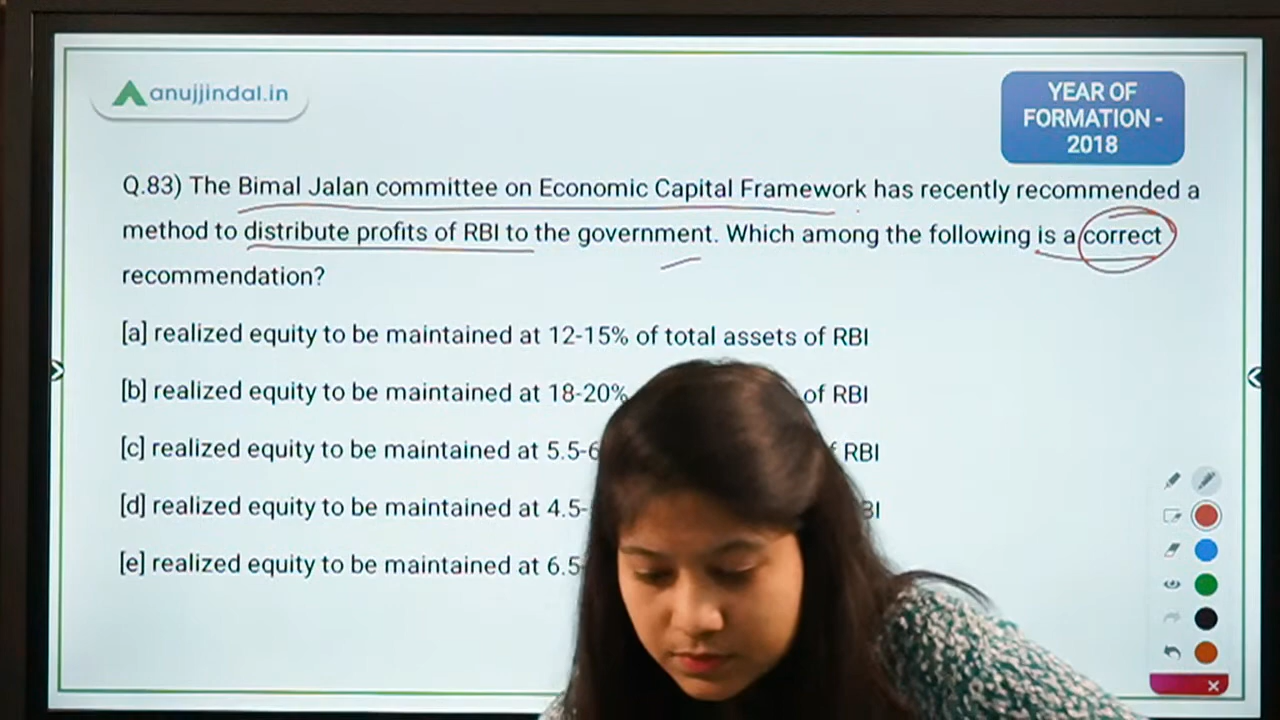 anujjindal.in
YEAR OF
FORMATION -
2018
Q.83) The Bimal Jalan committee on Economic Capital Framework has recently recommended a
method to distribute profits of RBI to the government. Which among the following is a correct
recommendation?
[a] realized equity to be maintained at 12-15% of total assets of RBI
[b] realized equity to be maintained at 18-20% of RBI
[c] realized equity to be maintained at 5.5-6 RBI
[d] realized equity to be maintained at 4.5-
[e] realized equity to be maintained at 6.5